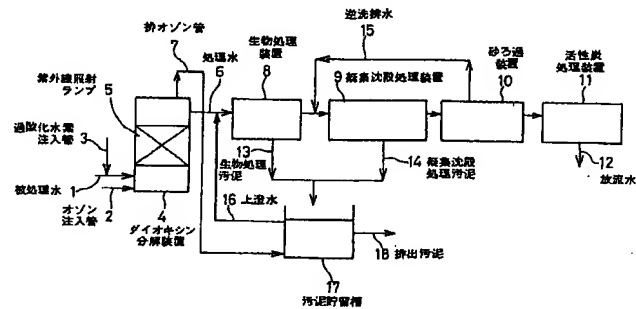 排オゾン管
7
処理水
6
紫外線照射
ランプ
5
過酸化水素
注入管
3
1
被処理水
2
オゾン
注入管
4
ダイオキシン
分解装置
生物処理
装置
8
逆洗排水
15
9 凝集沈殿処理装置
砂ろ過
装置
10
活性炭
処理装置
11
12
放流水
13
生物処理
汚泥
14
凝集沈殿
処理汚泥
16 上澄水
18 排出汚泥
17
汚泥貯留槽